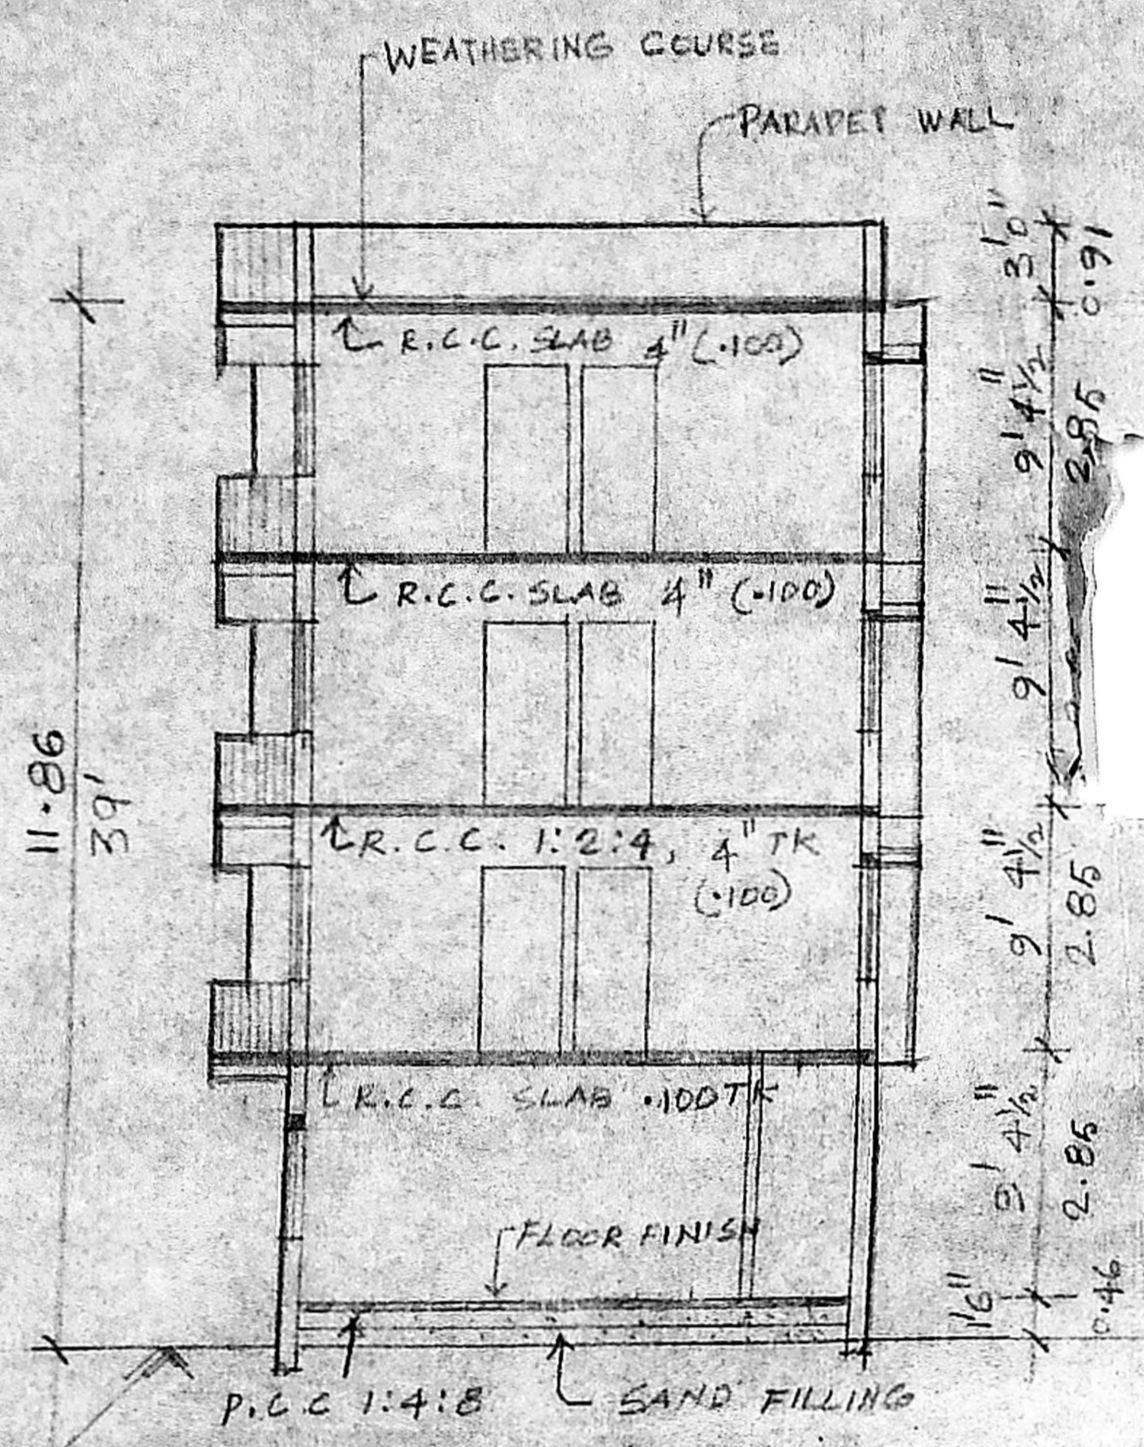 WEATHERING COURSE
PARAPET WALL
3'0"
0.91
R.C.C. SLAB 4" (.100)
9' 4½"
2.85
R.C.C. SLAB 4" (.100)
9' 4½"
11.86
39'
R.C.C. 1:2:4, 4" TK
(.100)
9' 4½"
2.85
R.C.C. SLAB .100TK
9' 4½"
2.85
FLOOR FINISH
1'6"
0.46
P.C.C 1:4:8
SAND FILLING